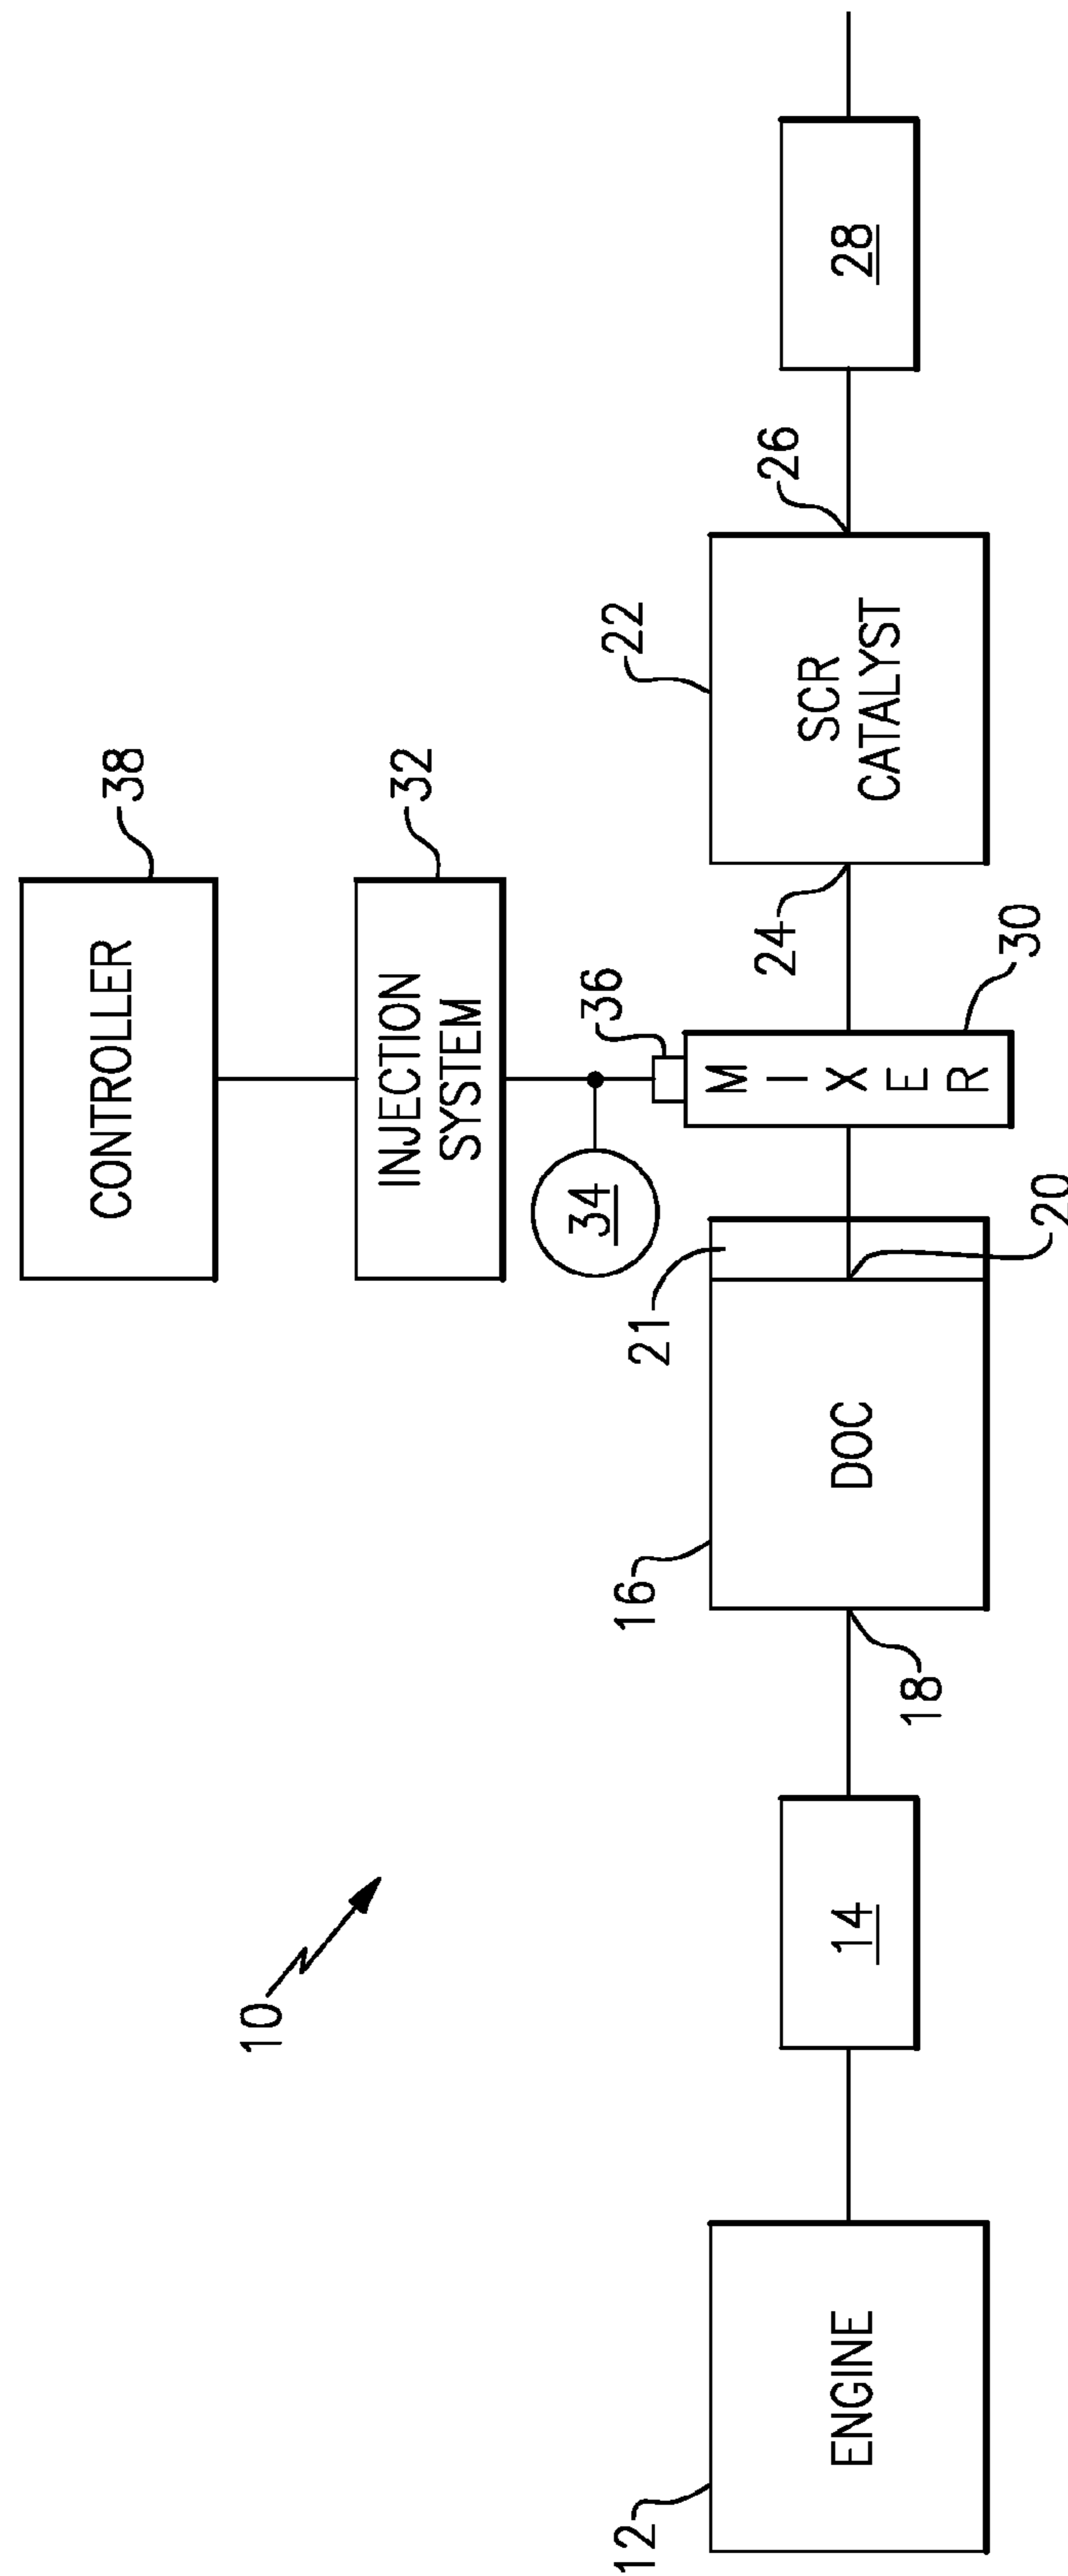 10
CONTROLLER
38
INJECTION
SYSTEM
32
34
36
12
ENGINE
14
16
DOC
18
21
20
MIXER
30
24
22
SCR
CATALYST
26
28